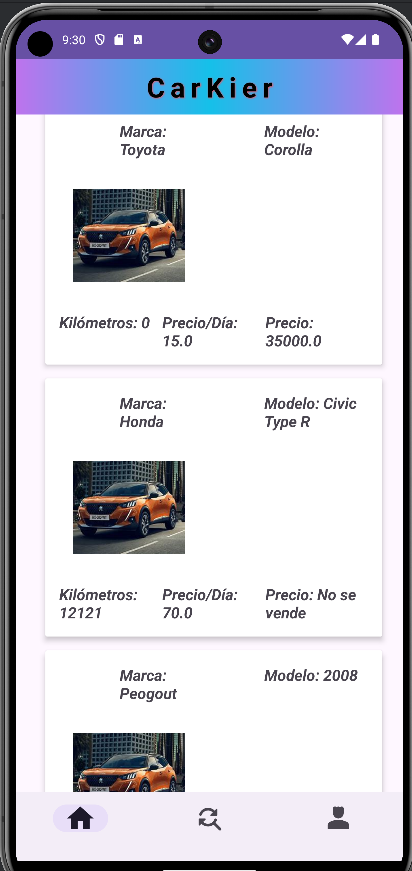 9:30
CarKier
Marca: Modelo:
Toyota Corolla
Kilómetros: 0 Precio/Día: Precio:
15.0 35000.0
Marca: Modelo: Civic
Honda Type R
Kilómetros: Precio/Día: Precio: No se
12121 70.0 vende
Marca: Modelo: 2008
Peogout